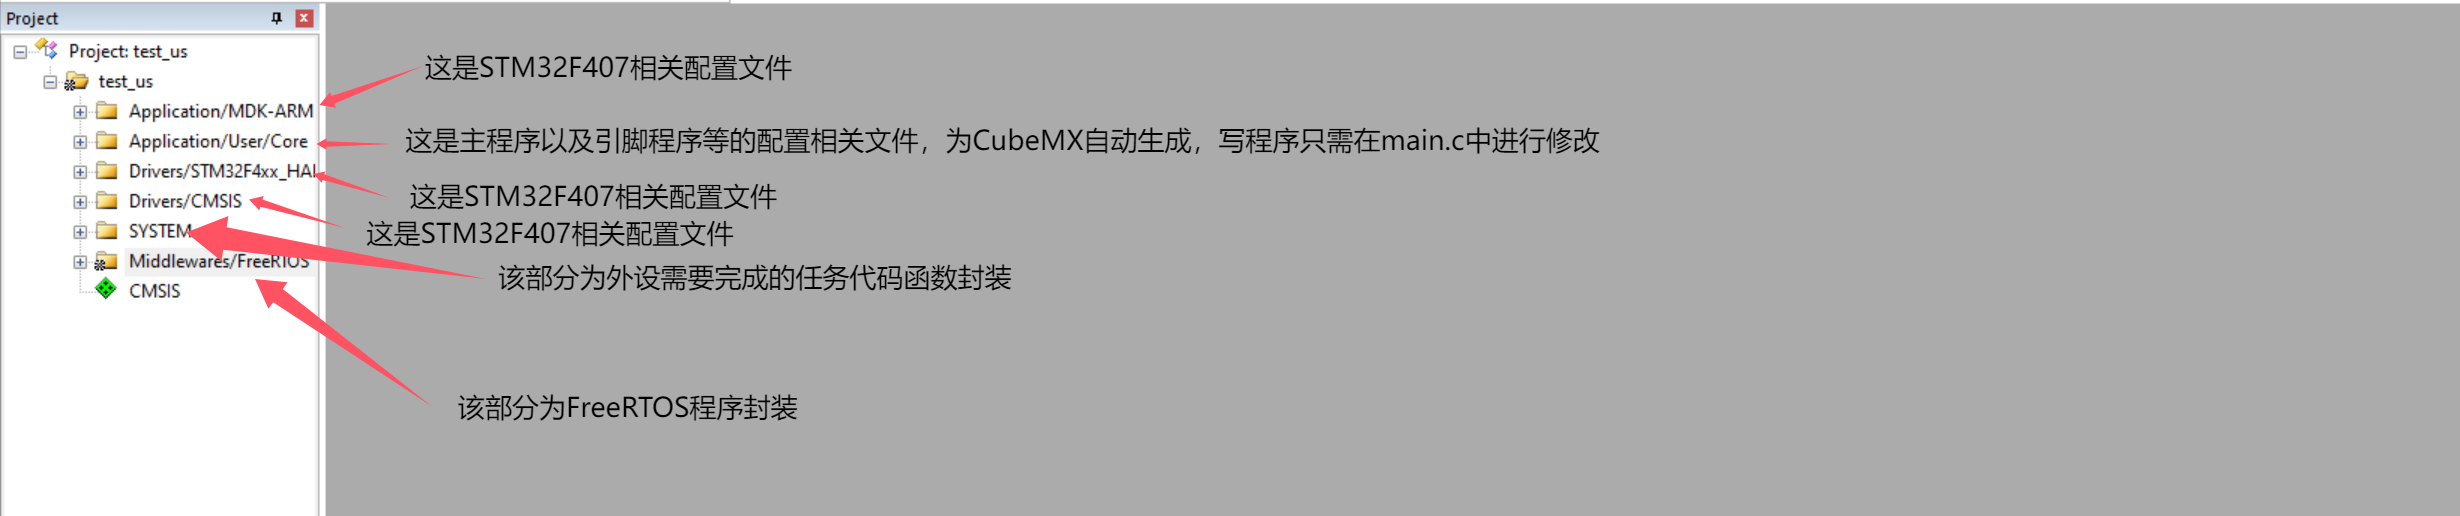 Project
Project: test_us
test_us
Application/MDK-ARM
这是STM32F407相关配置文件
Application/User/Core
这是主程序以及引脚程序等的配置相关文件，为CubeMX自动生成，写程序只需在main.c中进行修改
Drivers/STM32F4xx_HAL
这是STM32F407相关配置文件
Drivers/CMSIS
这是STM32F407相关配置文件
SYSTEM
该部分为外设需要完成的任务代码函数封装
Middlewares/FreeRTOS
CMSIS
该部分为FreeRTOS程序封装